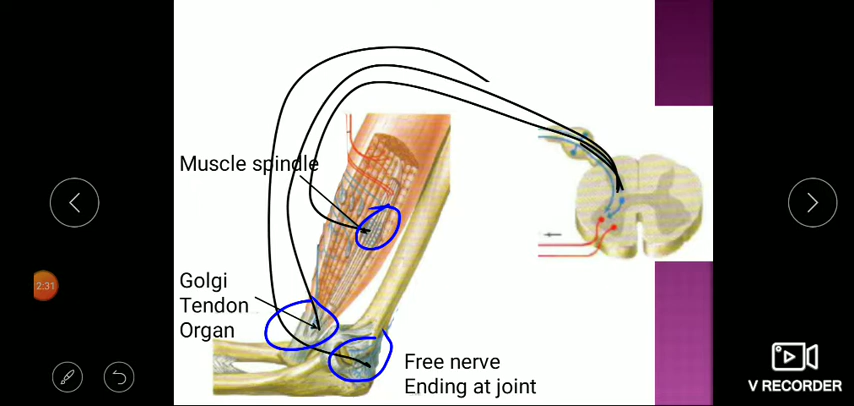 Muscle spindle
Golgi
Tendon
Organ
Free nerve
Ending at joint
2:31
V RECORDER